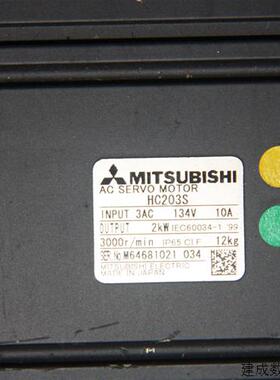 MITSUBISHI
AC SERVO MOTOR
HC203S
INPUT 3AC 134V 10A
OUTPUT 2kW IEC60034-1 '99
3000r/min IP65 CI.F 12kg
SER.No.M64681021 034
MITSUBISHI ELECTRIC
MADE IN JAPAN
建成数